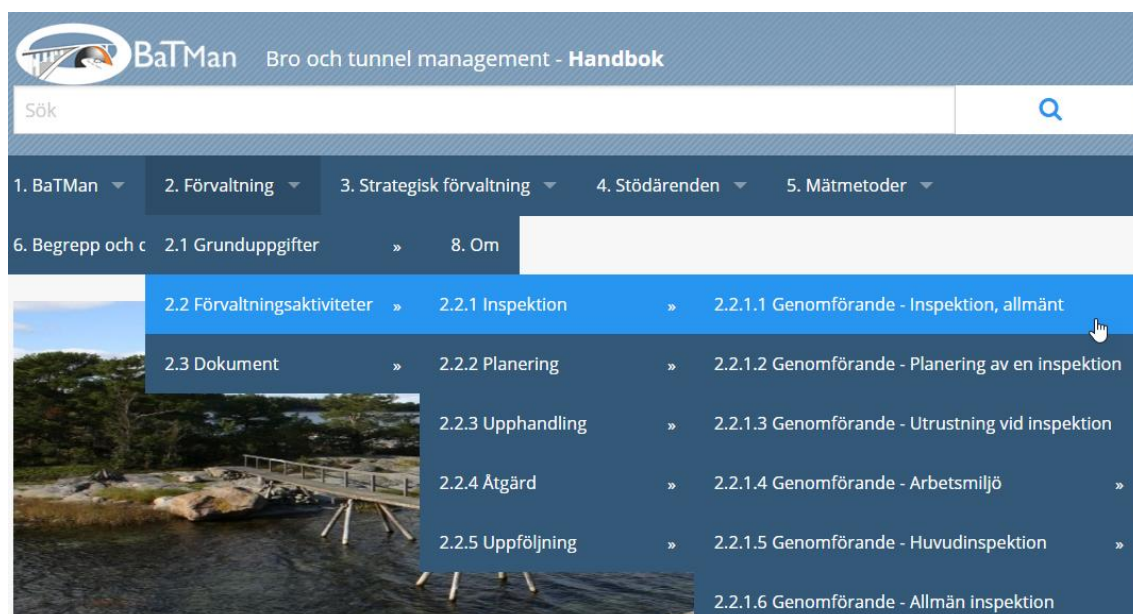 BaTMan Bro och tunnel management - Handbok
Sök
1. BaTMan 2. Förvaltning 3. Strategisk förvaltning 4. Stödärenden 5. Mätmetoder
6. Begrepp och 2.1 Grunduppgifter » 8. Om
2.2 Förvaltningsaktiviteter » 2.2.1 Inspektion » 2.2.1.1 Genomförande - Inspektion, allmänt
2.3 Dokument » 2.2.2 Planering » 2.2.1.2 Genomförande - Planering av en inspektion
2.2.3 Upphandling » 2.2.1.3 Genomförande - Utrustning vid inspektion
2.2.4 Åtgärd » 2.2.1.4 Genomförande - Arbetsmiljö »
2.2.5 Uppföljning » 2.2.1.5 Genomförande - Huvudinspektion »
2.2.1.6 Genomförande - Allmän inspektion